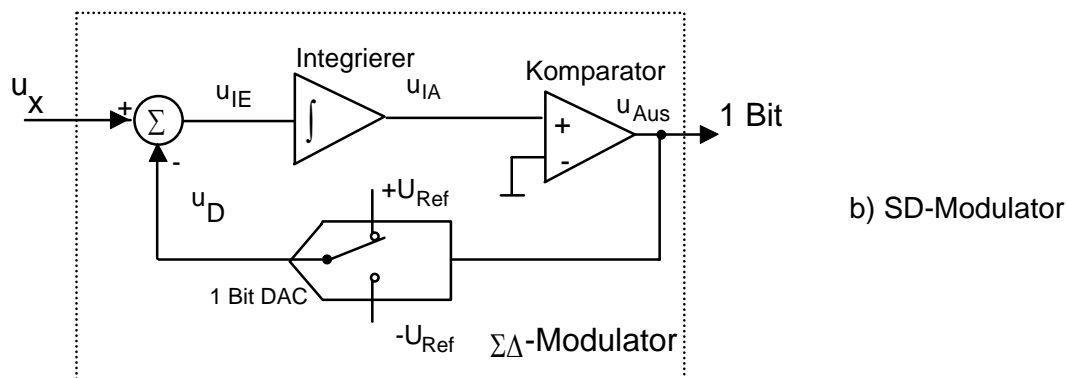 Integrierer
Komparator
u_x
+
Σ
-
u_IE
∫
u_IA
+
-
u_Aus
1 Bit
u_D
+U_Ref
1 Bit DAC
-U_Ref
ΣΔ-Modulator
b) SD-Modulator